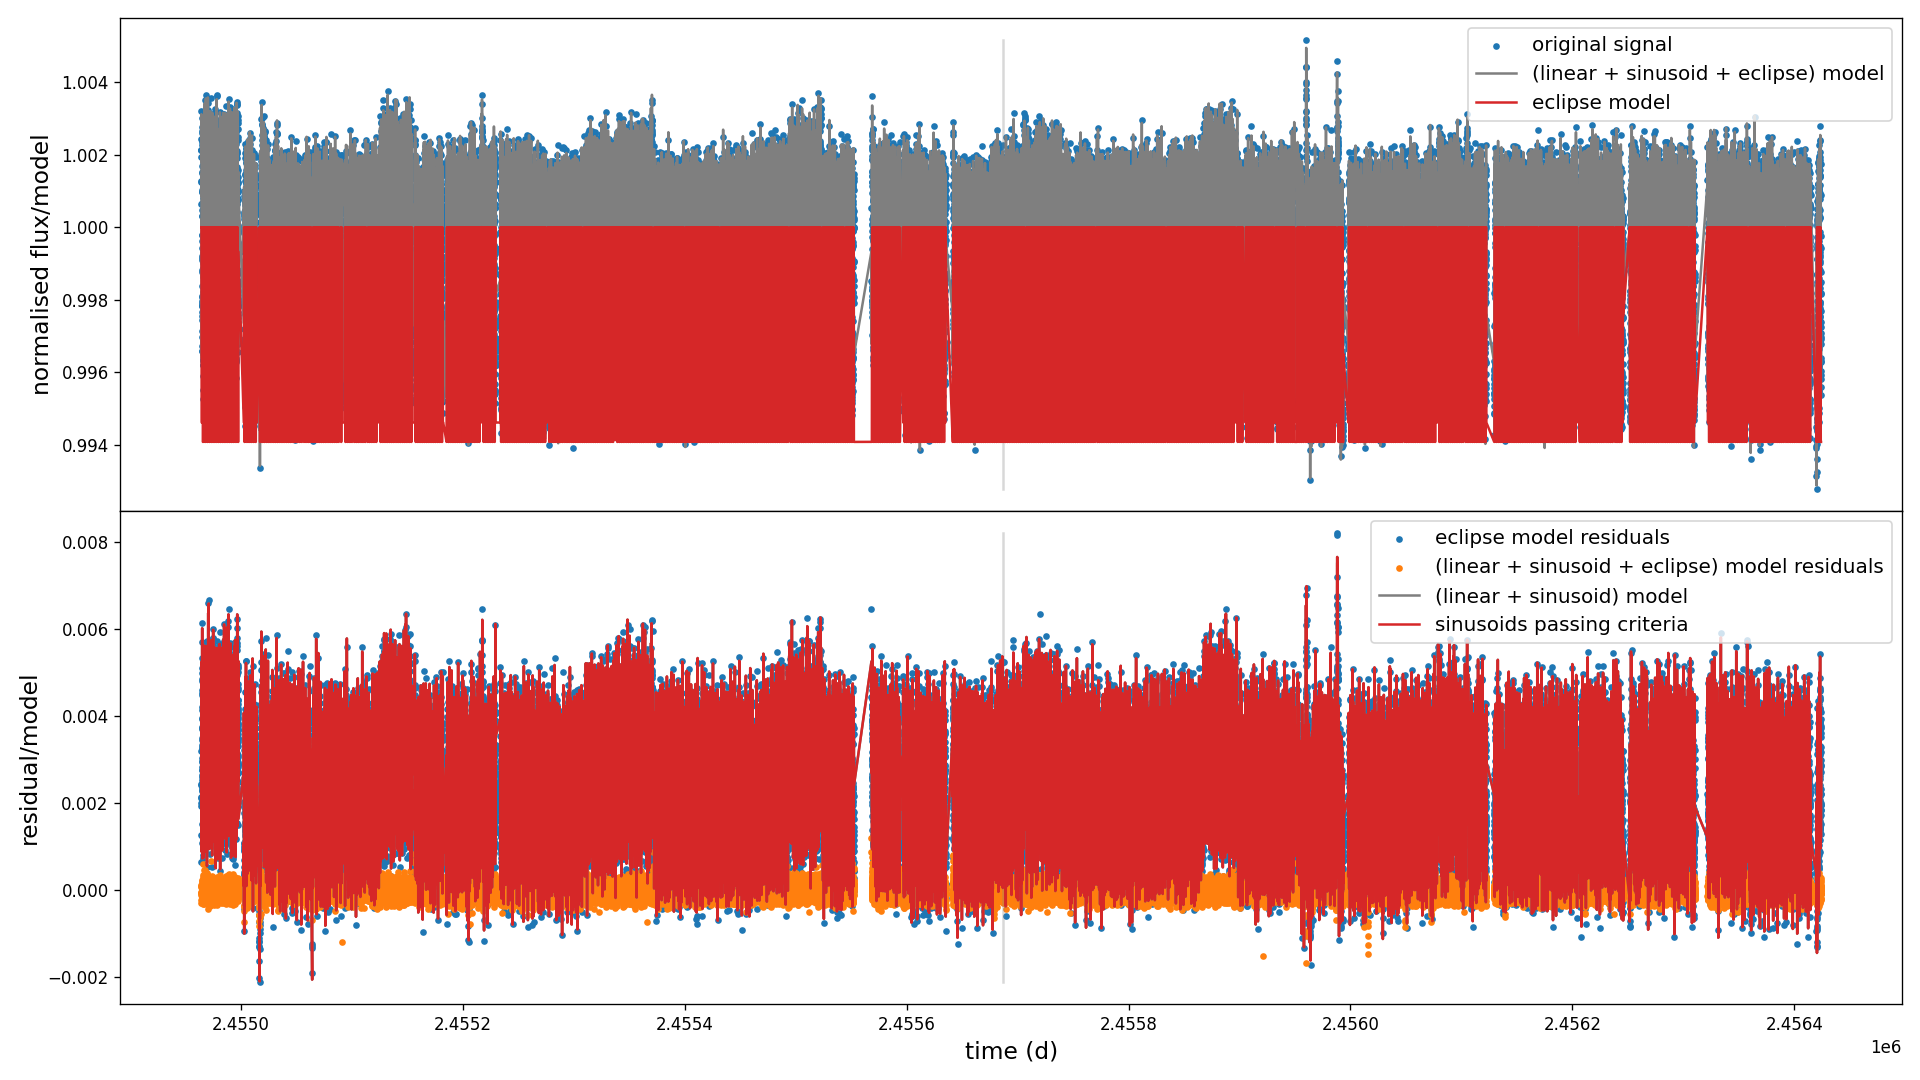 normalised flux/model
1.004
1.002
1.000
0.998
0.996
0.994
original signal
(linear + sinusoid + eclipse) model
eclipse model
residual/model
0.008
0.006
0.004
0.002
0.000
−0.002
eclipse model residuals
(linear + sinusoid + eclipse) model residuals
(linear + sinusoid) model
sinusoids passing criteria
2.4550
2.4552
2.4554
2.4556
2.4558
2.4560
2.4562
2.4564
time (d)
1e6